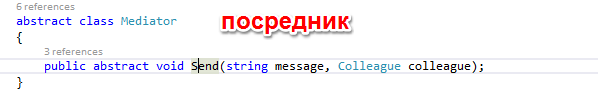 6 references
abstract class Mediator
посредник
{
3 references
public abstract void Send(string message, Colleague colleague);
}